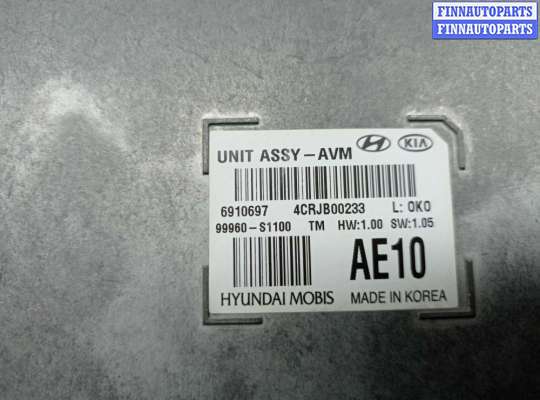 FINNAUTOPARTS
FINNAUTOPARTS
UNIT ASSY-AVM HYUNDAI KIA
6910697 4CRJB00233 L: OKO
99960-S1100 TM HW:1.00 SW:1.05
AE10
HYUNDAI MOBIS MADE IN KOREA